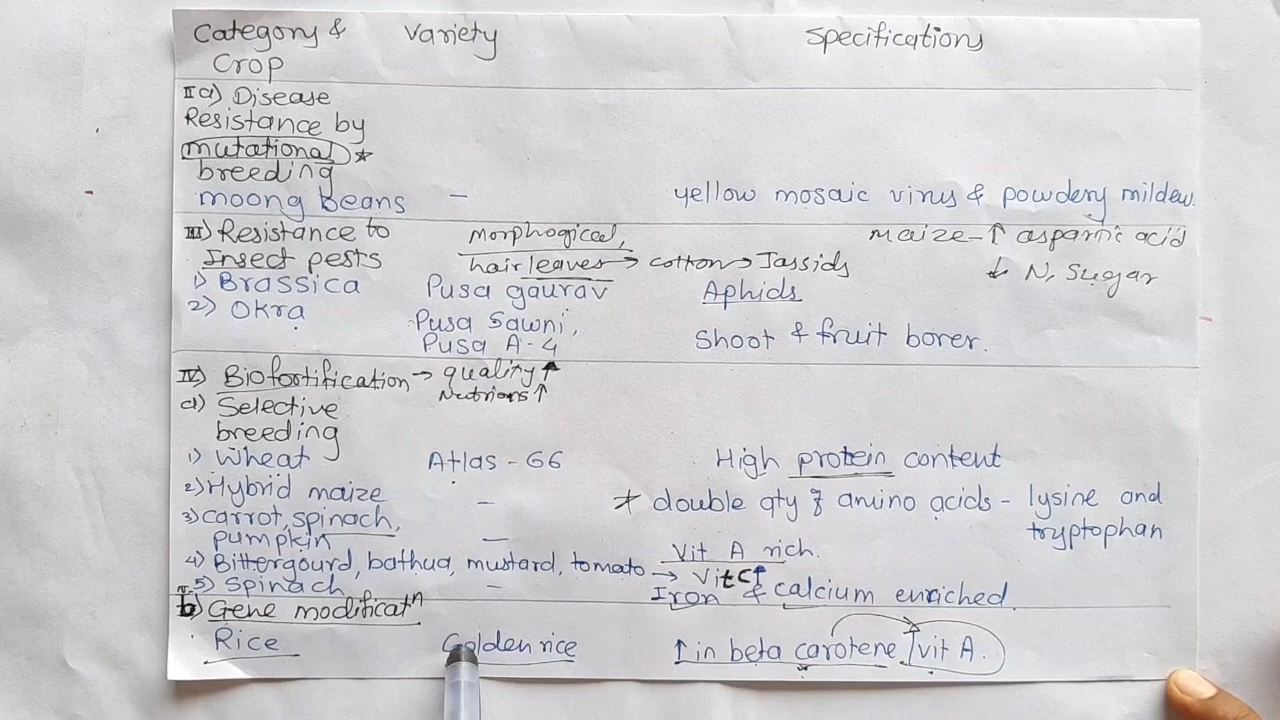 Category & Variety Specifications
Crop
II a) Disease
Resistance by
mutational *
breeding
moong beans - yellow mosaic virus & powdery mildew.
III) Resistance to morphogical, maize-↑ aspartic acid
Insect pests hair leaves → cotton → Jassids ↓ N, Sugar
1) Brassica Pusa gaurav Aphids
2) Okra Pusa Sawni, Shoot & fruit borer.
Pusa A-4
IV) Biofortification → quality ↑
Nutrions ↑
a) Selective
breeding
1) Wheat Atlas-66 High protein content
2) Hybrid maize - * double qty of amino acids - lysine and
tryptophan
3) Carrot, spinach,
pumpkin - Vit A rich.
4) Bittergourd, bathua, mustard, tomato → Vit C↑
5) Spinach - Iron & calcium enriched.
b) Gene modificatⁿ
Rice Golden rice ↑ in beta carotene / vit A.